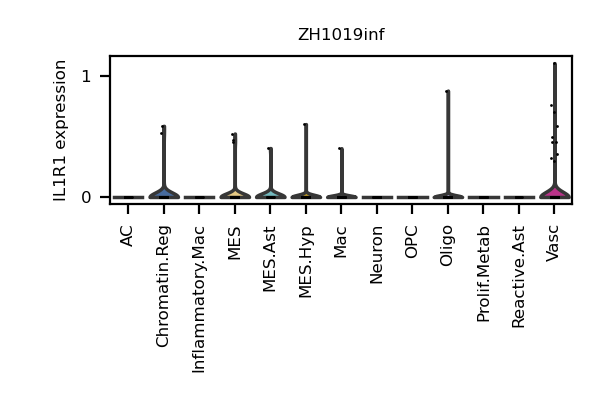 ZH1019inf
IL1R1 expression
1
0
AC
Chromatin.Reg
Inflammatory.Mac
MES
MES.Ast
MES.Hyp
Mac
Neuron
OPC
Oligo
Prolif.Metab
Reactive.Ast
Vasc